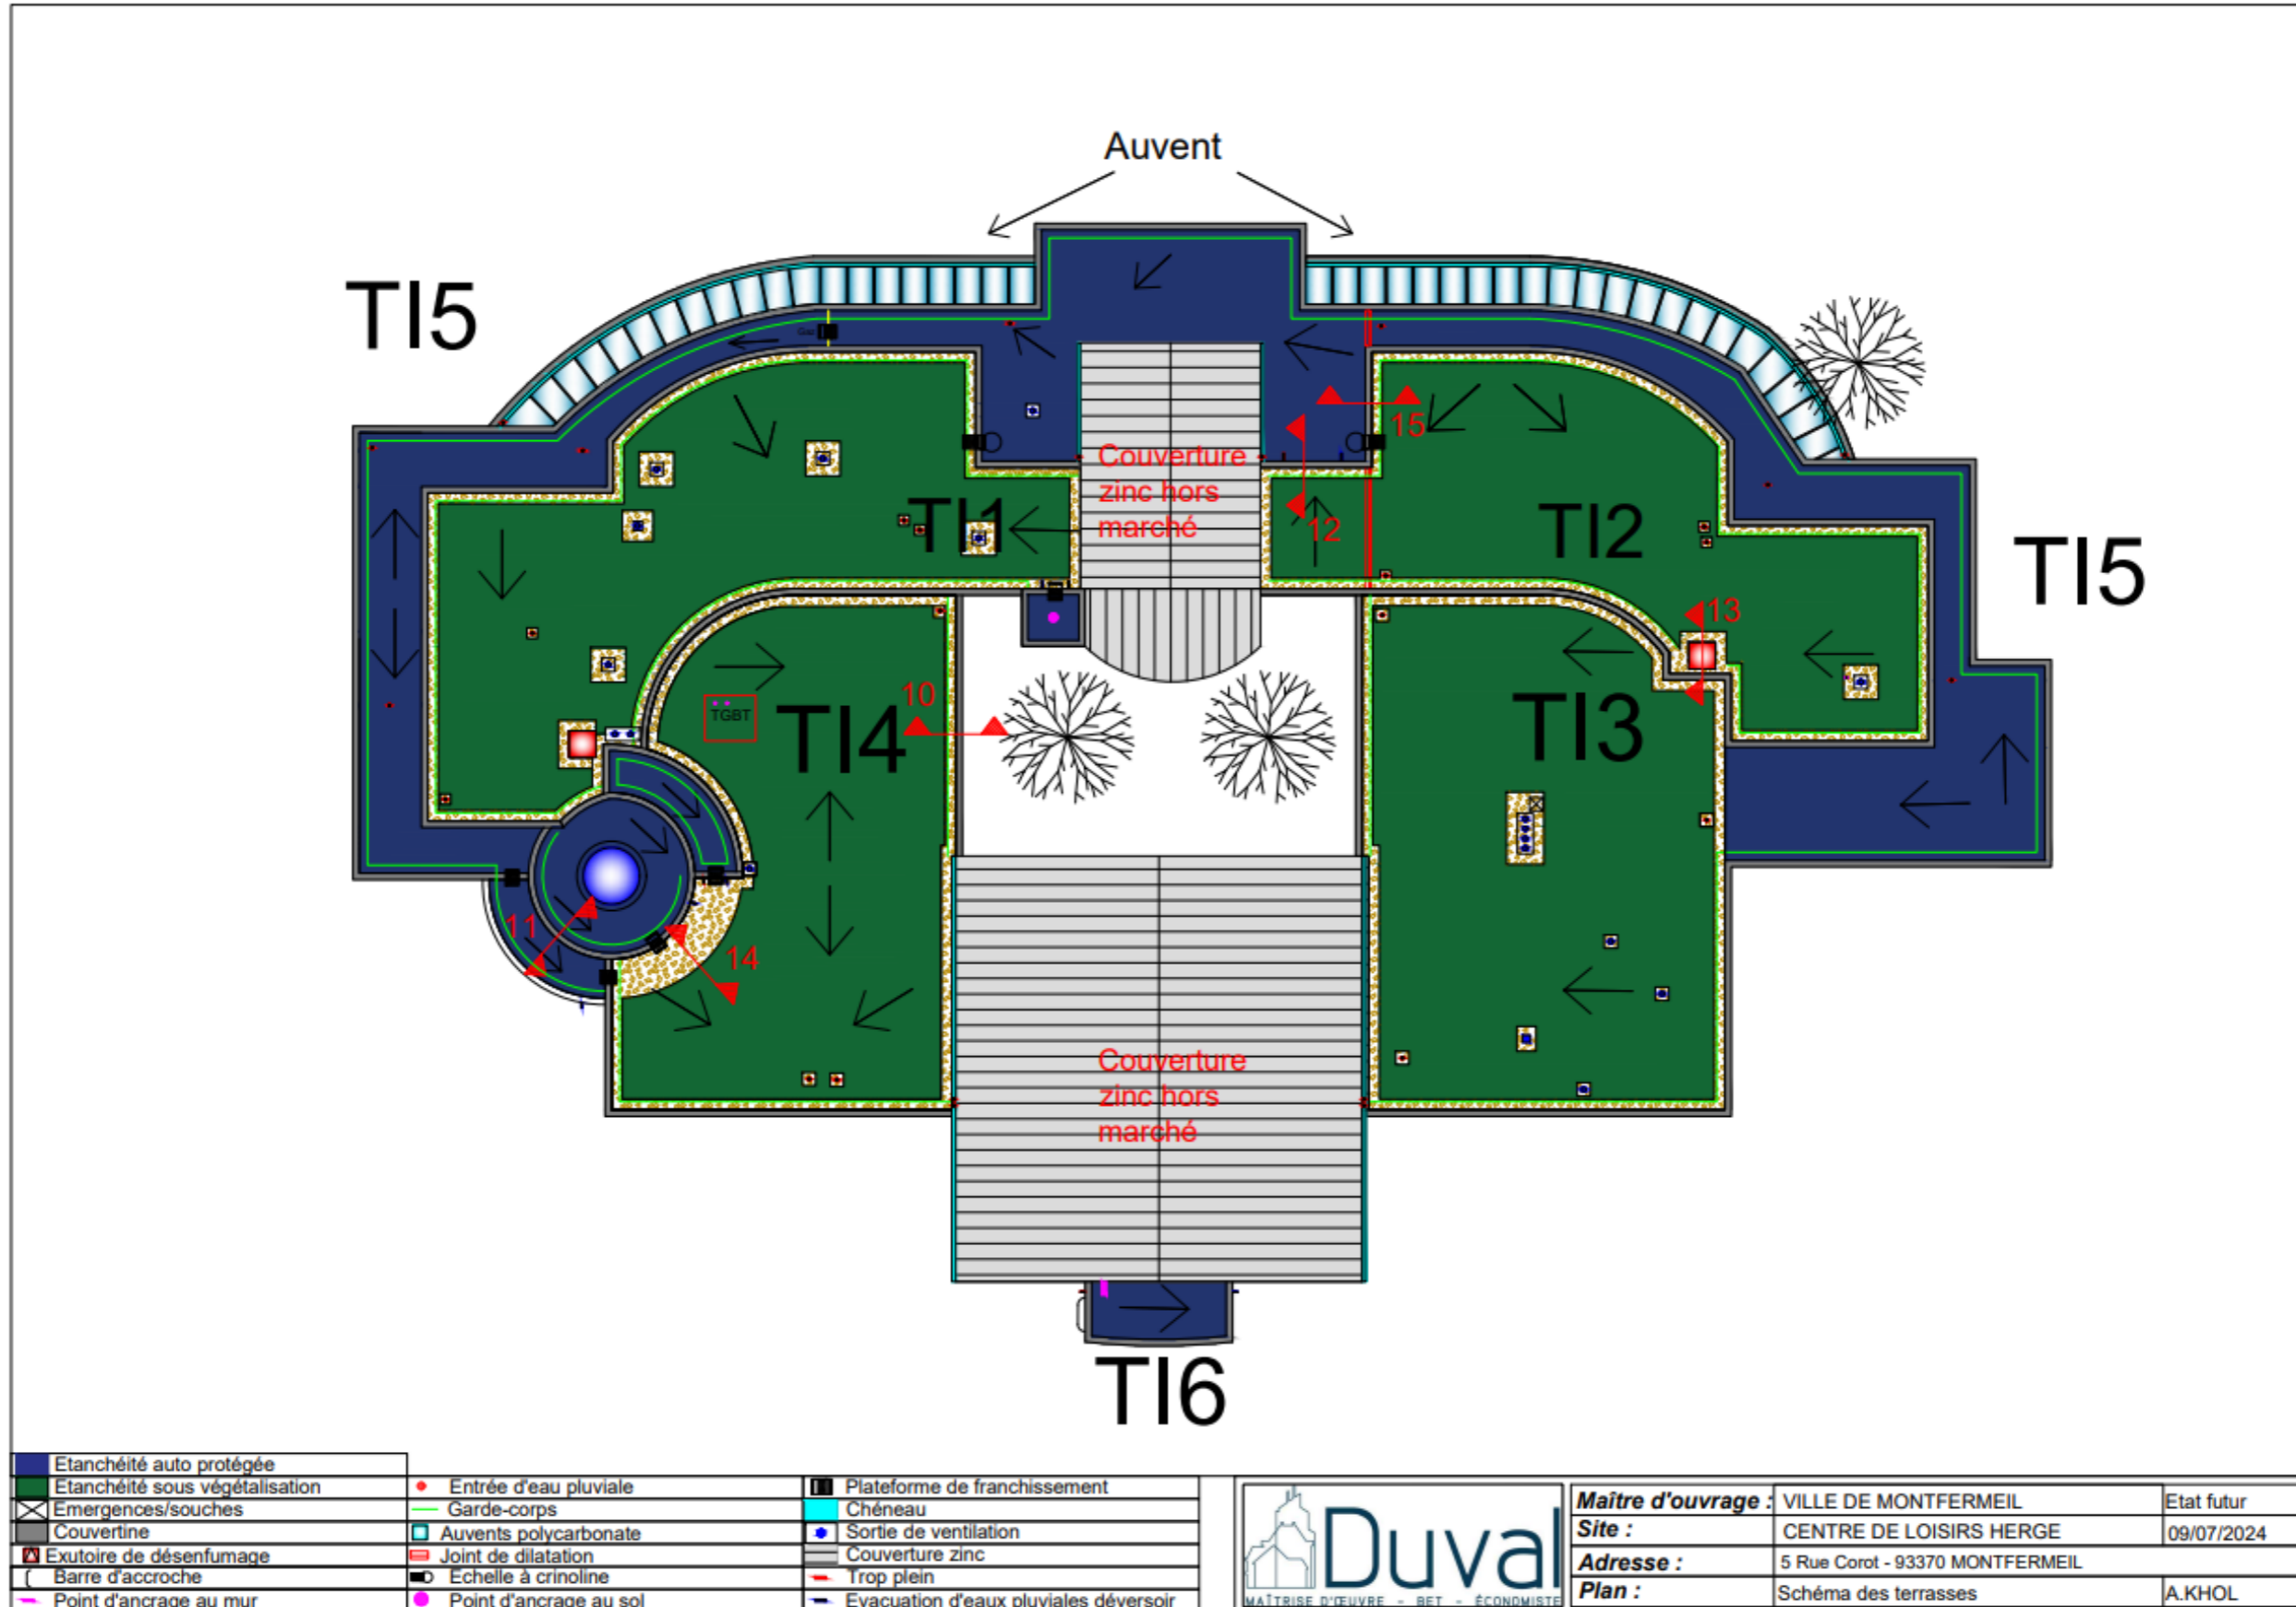 Auvent
TI5
Gaz
15
Couverture
zinc hors
marché
TI1
12
TI2
TI5
13
10
TGBT
TI4
TI3
11
14
Couverture
zinc hors
marché
TI6
Etanchéité auto protégée
Etanchéité sous végétalisation
Entrée d'eau pluviale
Plateforme de franchissement
Emergences/souches
Garde-corps
Chéneau
Couvertine
Auvents polycarbonate
Sortie de ventilation
Exutoire de désenfumage
Joint de dilatation
Couverture zinc
Barre d'accroche
Echelle à crinoline
Trop plein
Point d'ancrage au mur
Point d'ancrage au sol
Evacuation d'eaux pluviales déversoir
Duval
MAÎTRISE D'ŒUVRE - BET - ÉCONOMISTE
Maître d'ouvrage : VILLE DE MONTFERMEIL Etat futur
Site : CENTRE DE LOISIRS HERGE 09/07/2024
Adresse : 5 Rue Corot - 93370 MONTFERMEIL
Plan : Schéma des terrasses A.KHOL